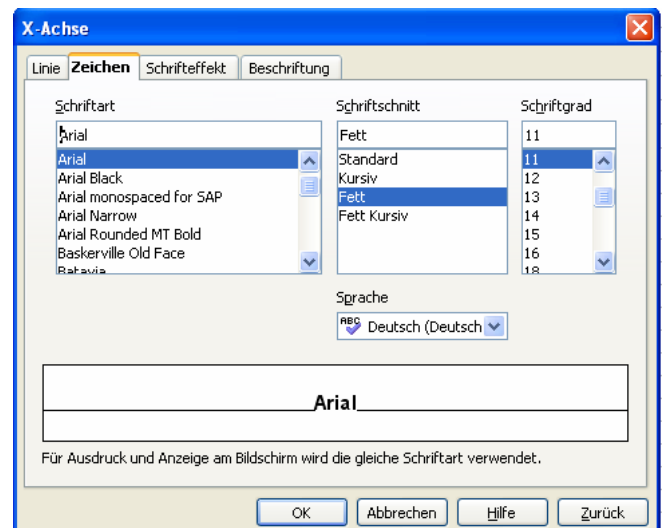 X-Achse
Linie Zeichen Schrifteffekt Beschriftung
Schriftart Schriftschnitt Schriftgrad
Arial Fett 11
Arial Standard 11
Arial Black Kursiv 12
Arial monospaced for SAP Fett 13
Arial Narrow Fett Kursiv 14
Arial Rounded MT Bold 15
Baskerville Old Face 16
Batavia 18
Sprache
ABC Deutsch (Deutsch
Arial
Für Ausdruck und Anzeige am Bildschirm wird die gleiche Schriftart verwendet.
OK Abbrechen Hilfe Zurück